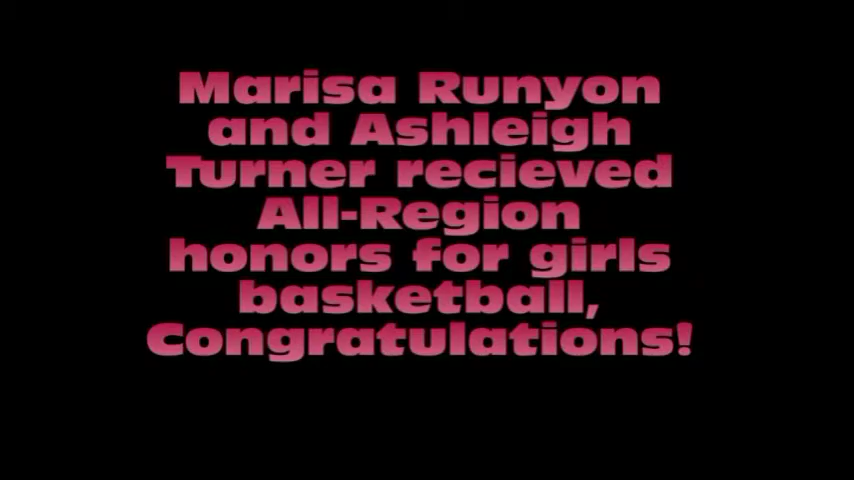 Marisa Runyon
and Ashleigh
Turner recieved
All-Region
honors for girls
basketball,
Congratulations!